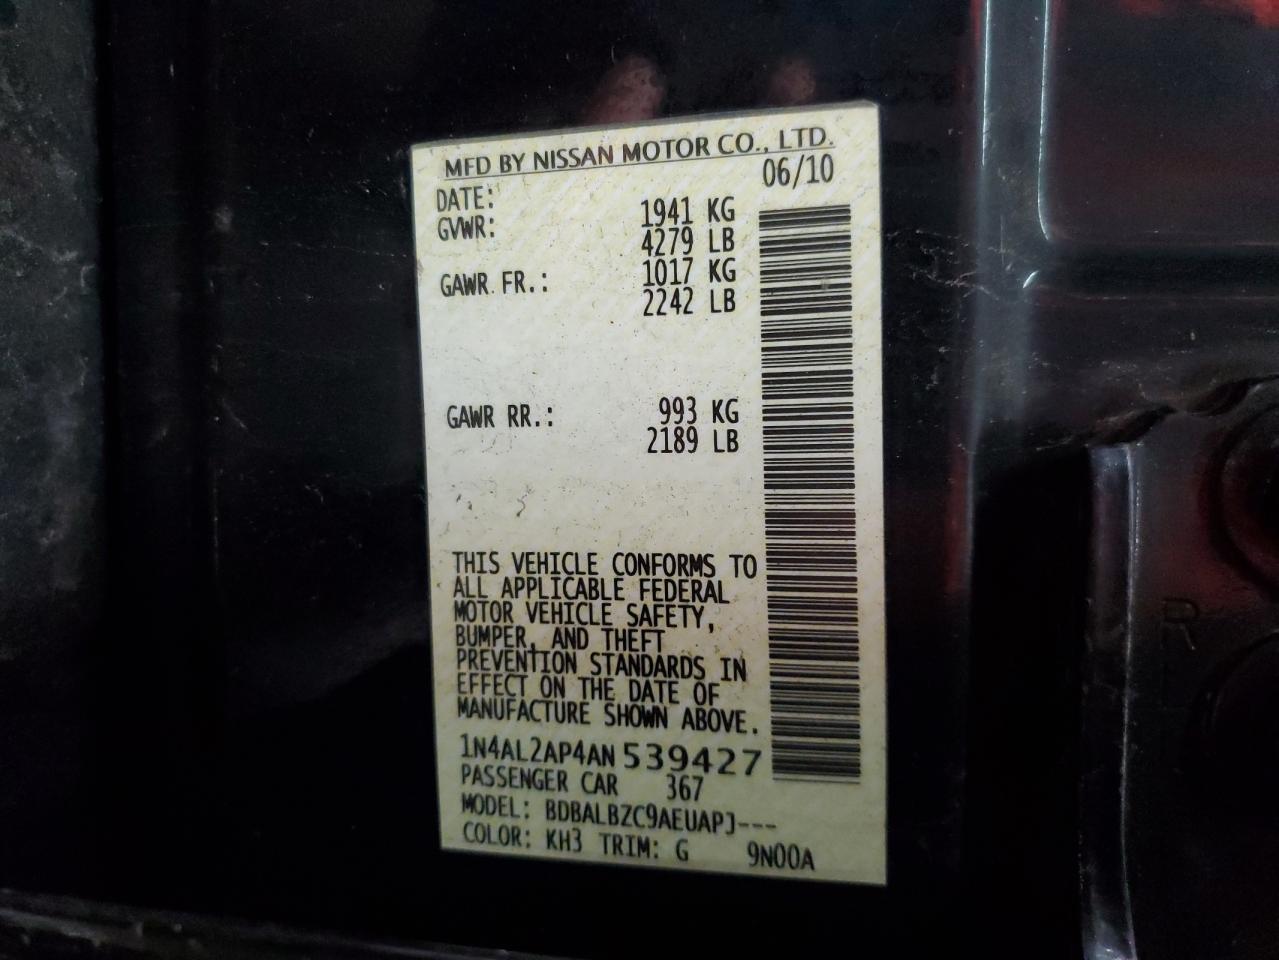 MFD BY NISSAN MOTOR CO., LTD.
DATE: 06/10
GVWR: 1941 KG
4279 LB
GAWR FR.: 1017 KG
2242 LB
GAWR RR.: 993 KG
2189 LB
THIS VEHICLE CONFORMS TO
ALL APPLICABLE FEDERAL
MOTOR VEHICLE SAFETY,
BUMPER, AND THEFT
PREVENTION STANDARDS IN
EFFECT ON THE DATE OF
MANUFACTURE SHOWN ABOVE.
1N4AL2AP4AN539427
PASSENGER CAR 367
MODEL: BDBALBZC9AEUAPJ---
COLOR: KH3 TRIM: G 9N00A
R